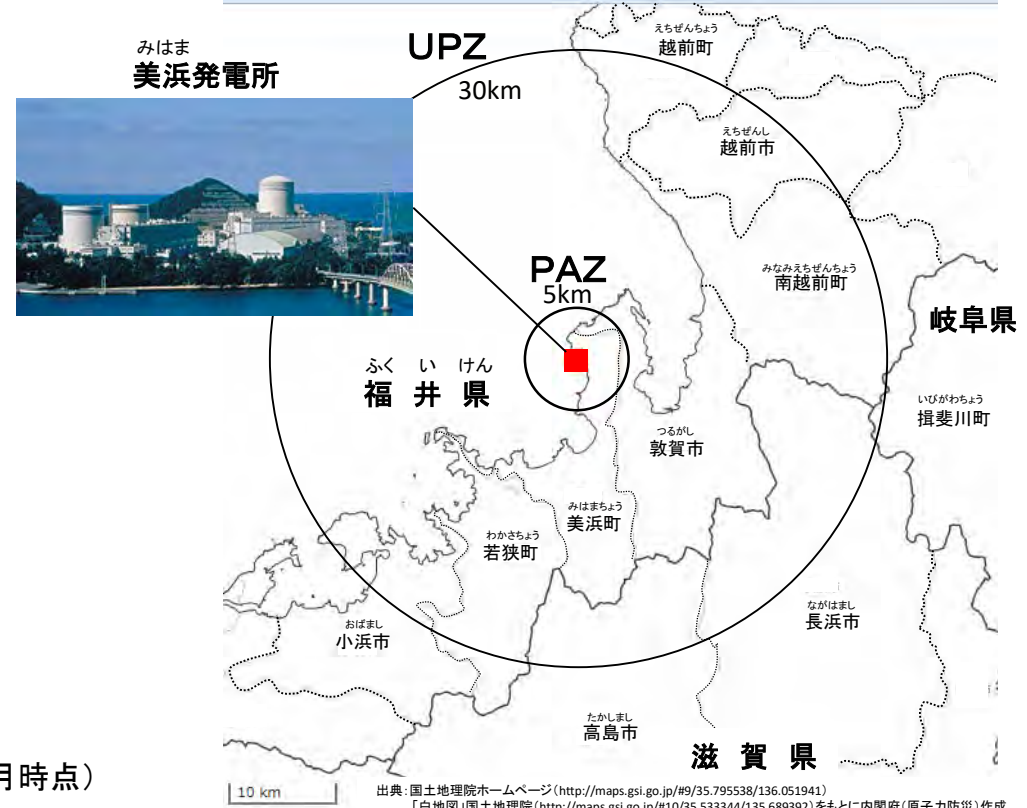 みはま
美浜発電所
UPZ
30km
えちぜんちょう
越前町
えちぜんし
越前市
PAZ
5km
みなみえちぜんちょう
南越前町
岐阜県
ふく い けん
福 井 県
いびがわちょう
揖斐川町
つるがし
敦賀市
みはまちょう
美浜町
わかさちょう
若狭町
ながはまし
長浜市
おばまし
小浜市
たかしまし
高島市
滋 賀 県
月時点）
10 km
出典：国土地理院ホームページ（http://maps.gsi.go.jp/#9/35.795538/136.051941）
「白地図」国土地理院（http://maps.gsi.go.jp/#10/35.533344/135.689392）をもとに内閣府（原子力防災）作成